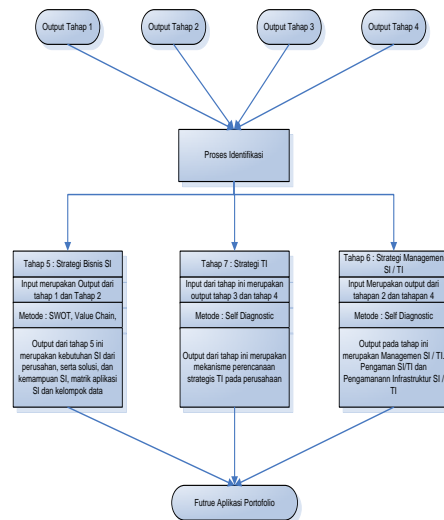 Output Tahap 1
Output Tahap 2
Output Tahap 3
Output Tahap 4
Proses Identifikasi
Tahap 5 : Strategi Bisnis SI
Input merupakan Output dari
tahap 1 dan Tahap 2
Metode : SWOT, Value Chain,
Output dari tahap 5 ini
merupakan kebutuhan SI dari
perusahan, serta solusi, dan
kemampuan SI, matrik aplikasi
SI dan kelompok data
Tahap 7 : Strategi TI
Input dari tahap ini merupakan
output tahap 3 dan tahap 4
Metode : Self Diagnostic
Output dari tahap ini merupakan
mekanisme perencanaan
strategis TI pada perusahaan
Tahap 6 : Strategi Management
SI / TI
Input Merupakan output dari
tahapan 2 dan tahapan 4
Metode : Self Diagnostic
Output pada tahap ini
merupakan Managemen SI / TI.
Pengaman SI/TI dan
Pengamanann Infrastruktur SI /
TI
Futrue Aplikasi Portofolio